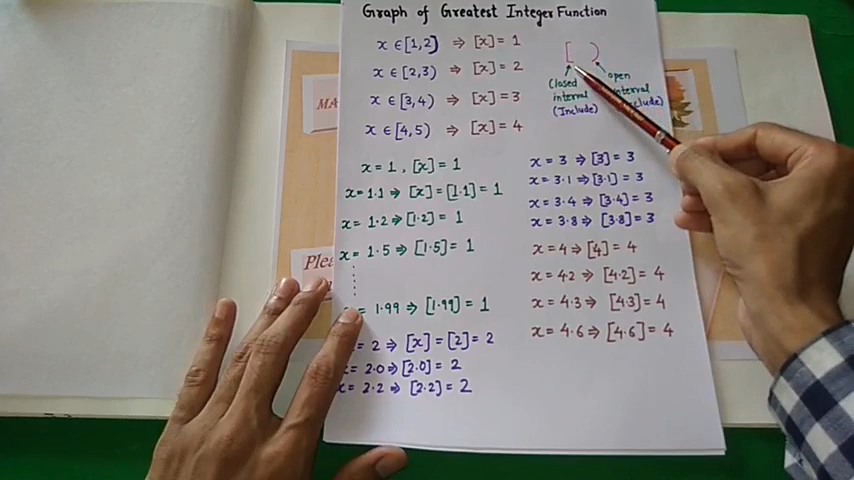 Graph of Greatest Integer Function
x ∈ [1,2) ⇒ [x] = 1
x ∈ [2,3) ⇒ [x] = 2
x ∈ [3,4) ⇒ [x] = 3
x ∈ [4,5) ⇒ [x] = 4
[ )
Closed interval (Include)
open
x = 1 , [x] = 1
x = 1.1 ⇒ [x] = [1.1] = 1
x = 1.2 ⇒ [1.2] = 1
x = 1.5 ⇒ [1.5] = 1
= 1.99 ⇒ [1.99] = 1
= 2 ⇒ [x] = [2] = 2
x = 2.0 ⇒ [2.0] = 2
x = 2.2 ⇒ [2.2] = 2
x = 3 ⇒ [3] = 3
x = 3.1 ⇒ [3.1] = 3
x = 3.4 ⇒ [3.4] = 3
x = 3.8 ⇒ [3.8] = 3
x = 4 ⇒ [4] = 4
x = 4.2 ⇒ [4.2] = 4
x = 4.3 ⇒ [4.3] = 4
x = 4.6 ⇒ [4.6] = 4